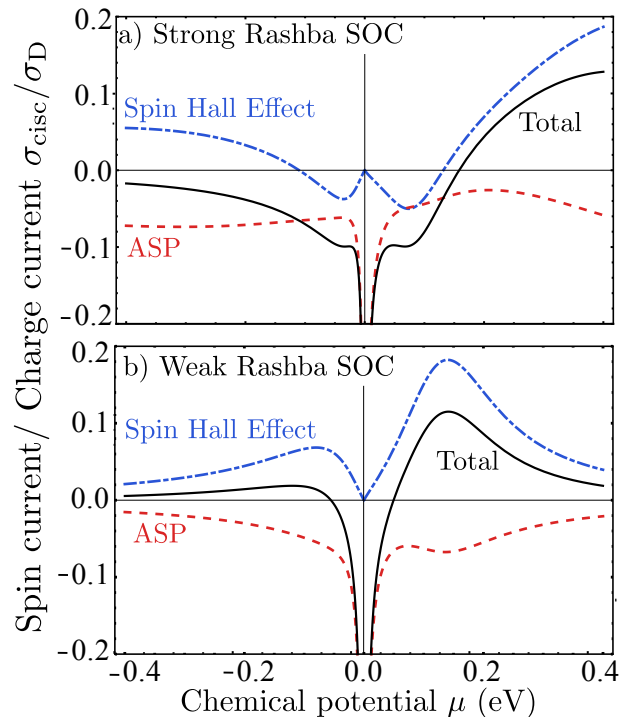 Spin current/ Charge current σcisc/σD
0.2
a) Strong Rashba SOC
Spin Hall Effect
Total
0.1
0.0
ASP
-0.1
-0.2
0.2
b) Weak Rashba SOC
Spin Hall Effect
Total
0.1
0.0
ASP
-0.1
-0.2
-0.4 -0.2 0.0 0.2 0.4
Chemical potential μ (eV)